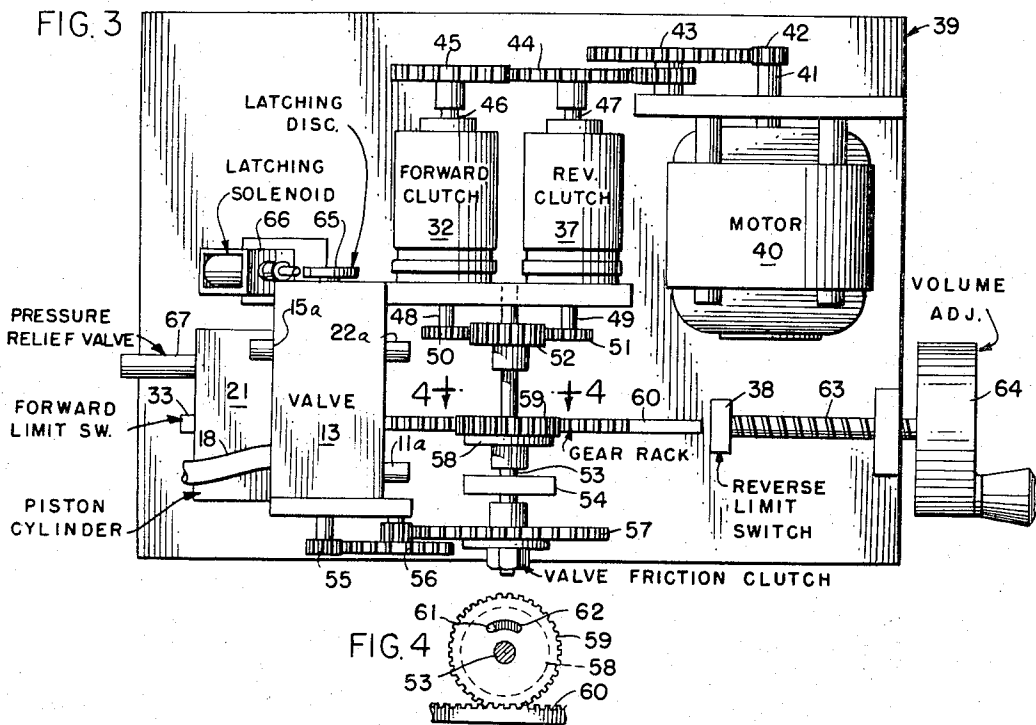 FIG. 3
45
44
43
42
39
41
LATCHING
DISC.
46
47
LATCHING
SOLENOID
65
66
FORWARD
CLUTCH
32
REV.
CLUTCH
37
MOTOR
40
VOLUME
ADJ.
PRESSURE
RELIEF VALVE
67
15a
22a
48
49
50
52
51
33
FORWARD
LIMIT SW.
21
18
VALVE
13
4
4
59
60
38
63
64
58
GEAR RACK
11a
53
54
REVERSE
LIMIT
SWITCH
PISTON
CYLINDER
55
56
57
VALVE FRICTION CLUTCH
FIG. 4
61
62
59
58
53
60